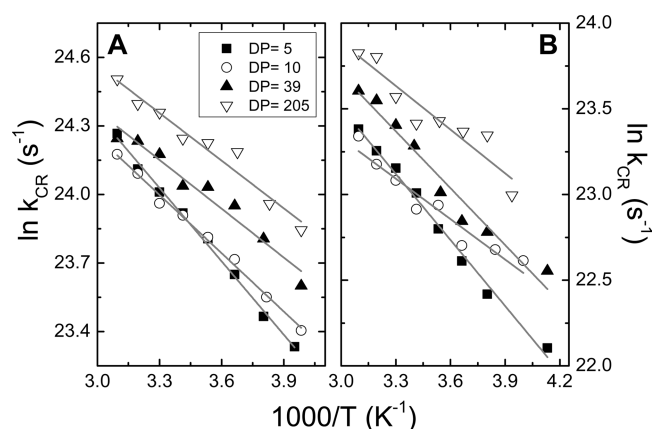 A
B
DP= 5
DP= 10
DP= 39
DP= 205
24.6
24.3
24.0
23.7
23.4
ln k_CR (s⁻¹)
24.0
23.5
23.0
22.5
22.0
ln k_CR (s⁻¹)
3.0 3.3 3.6 3.9 3.0 3.3 3.6 3.9 4.2
1000/T (K⁻¹)